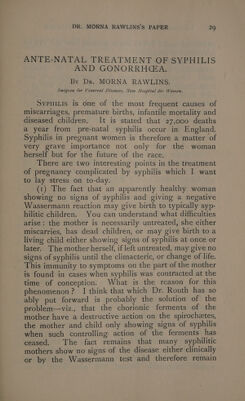 DR. MORNA RAWLINS'S PAPER 29
ANTE-NATAL TREATMENT OF SYPHILIS
AND GONORRHŒA.
BY DR. MORNA RAWLINS.
Surgeon for Venereal Diseases, New Hospital for Women.
SYPHILIS is one of the most frequent causes of
miscarriages, premature births, infantile mortality and
diseased children. It is stated that 27,000 deaths
a year from pre-natal syphilis occur in England.
Syphilis in pregnant women is therefore a matter of
very grave importance not only for the woman
herself but for the future of the race.
There are two interesting points in the treatment
of pregnancy complicated by syphilis which I want
to lay stress on to-day.
(1) The fact that an apparently healthy woman
showing no signs of syphilis and giving a negative
Wassermann reaction may give birth to typically syp-
hilitic children. You can understand what difficulties
arise: the mother is necessarily untreated, she either
miscarries, has dead children, or may give birth to a
living child either showing signs of syphilis at once or
later. The mother herself, if left untreated, may give no
signs of syphilis until the climacteric, or change of life.
This immunity to symptoms on the part of the mother
is found in cases when syphilis was contracted at the
time of conception. What is the reason for this
phenomenon? I think that which Dr. Routh has so
ably put forward is probably the solution of the
problem—viz., that the chorionic ferments of the
mother have a destructive action on the spirochætes,
the mother and child only showing signs of syphilis
when such controlling action of the ferments has
ceased. The fact remains that many syphilitic
mothers show no signs of the disease either clinically
or by the Wassermann test and therefore remain